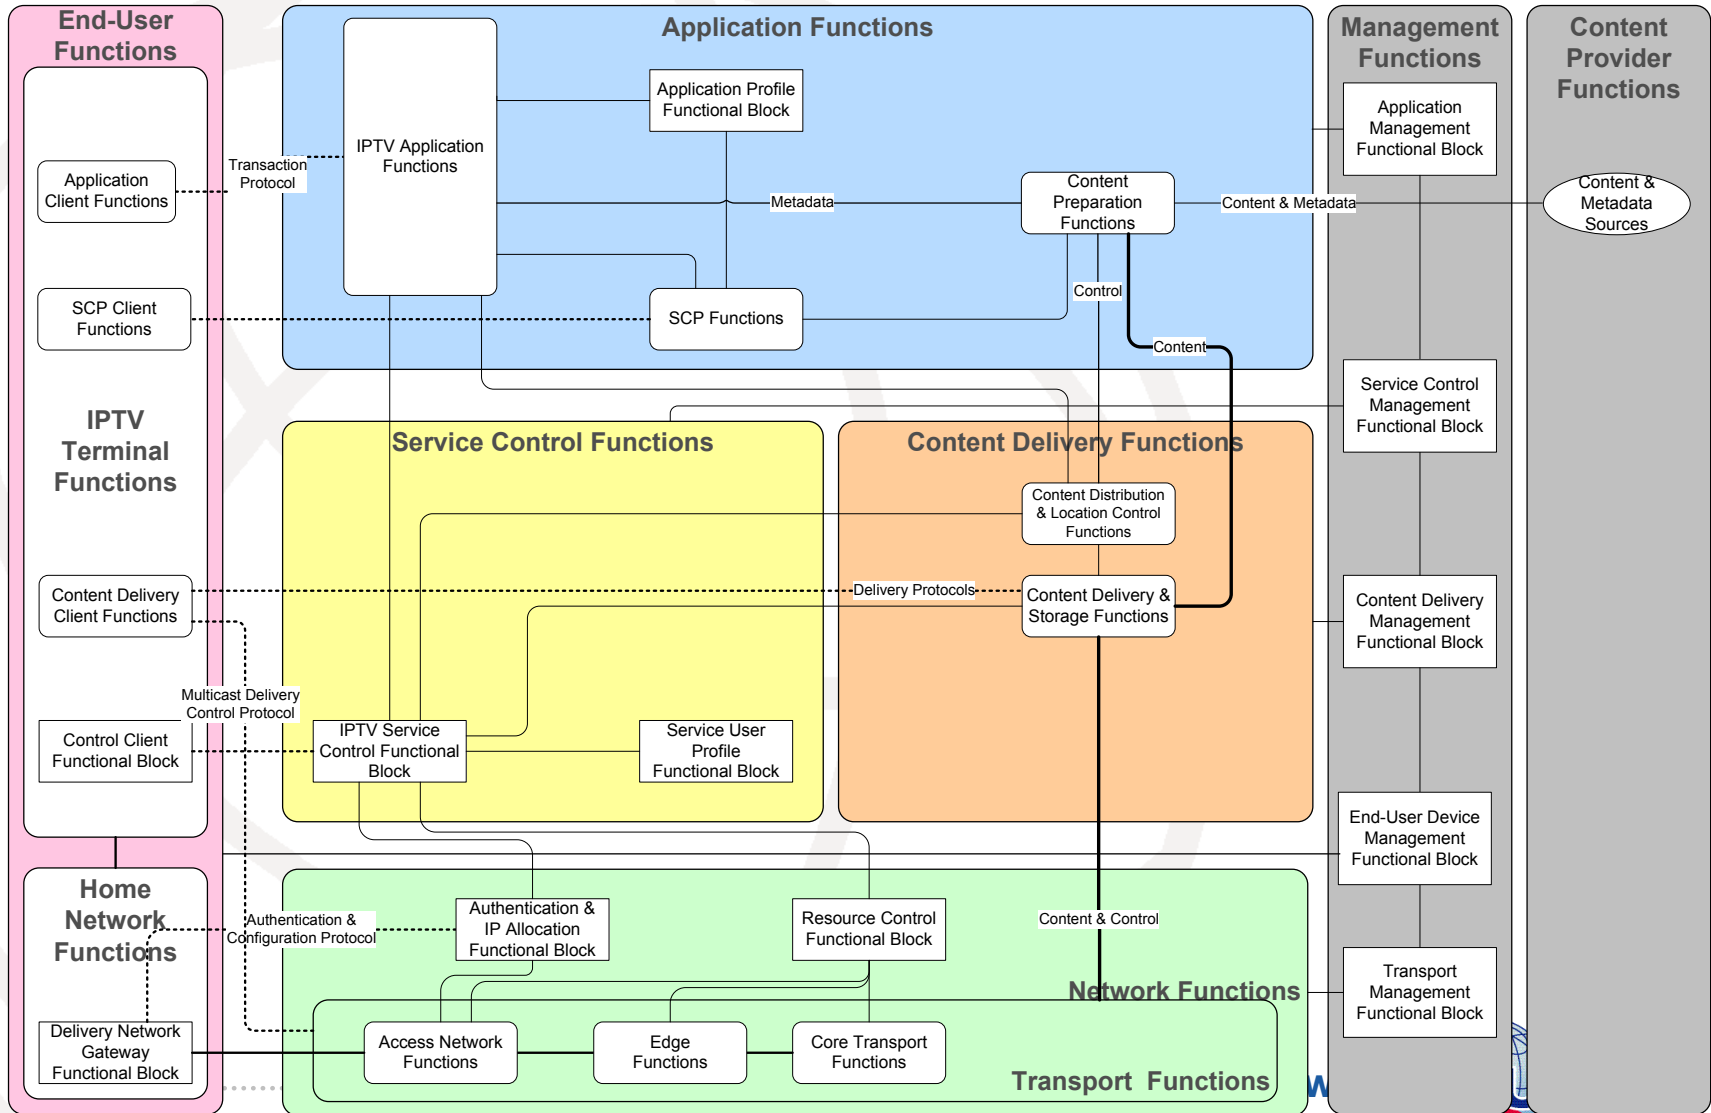 End-User
Functions
Application
Client Functions
SCP Client
Functions
IPTV
Terminal
Functions
Content Delivery
Client Functions
Control Client
Functional Block
Home
Network
Functions
Delivery Network
Gateway
Functional Block
Transaction
Protocol
Multicast Delivery
Control Protocol
Authentication &
Configuration Protocol
Application Functions
IPTV Application
Functions
Application Profile
Functional Block
Metadata
Content
Preparation
Functions
Content & Metadata
SCP Functions
Control
Content
Service Control Functions
IPTV Service
Control Functional
Block
Service User
Profile
Functional Block
Content Delivery Functions
Content Distribution
& Location Control
Functions
Delivery Protocols
Content Delivery &
Storage Functions
Authentication &
IP Allocation
Functional Block
Resource Control
Functional Block
Content & Control
Network Functions
Access Network
Functions
Edge
Functions
Core Transport
Functions
Transport Functions
Management
Functions
Application
Management
Functional Block
Service Control
Management
Functional Block
Content Delivery
Management
Functional Block
End-User Device
Management
Functional Block
Transport
Management
Functional Block
Content
Provider
Functions
Content &
Metadata
Sources